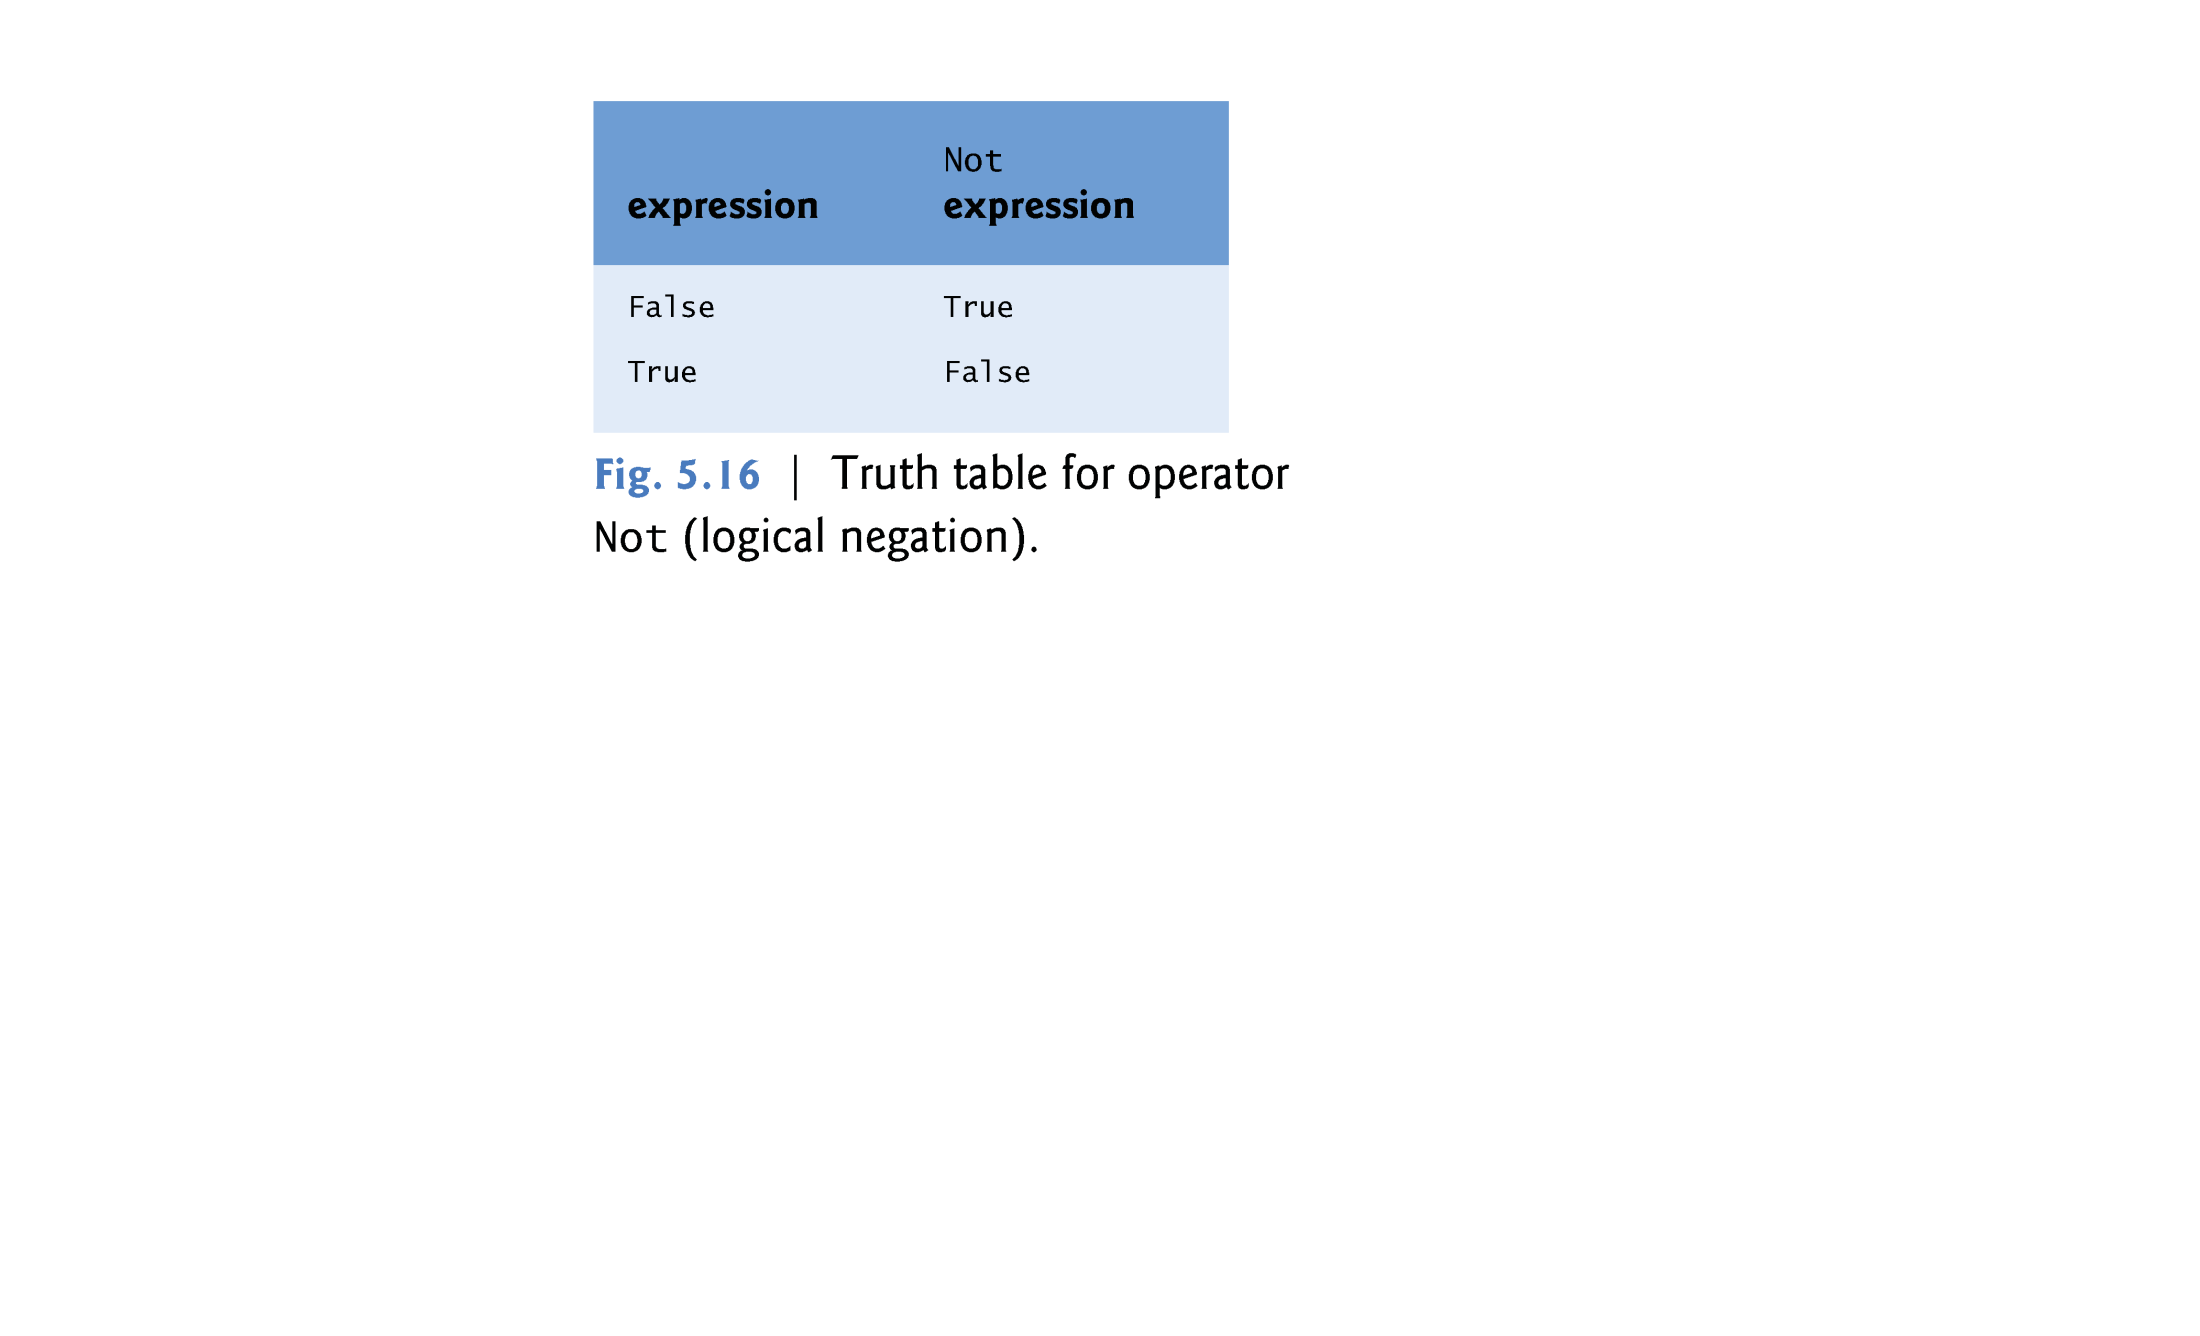 Not
expression expression
False True
True False
Fig. 5.16 | Truth table for operator
Not (logical negation).